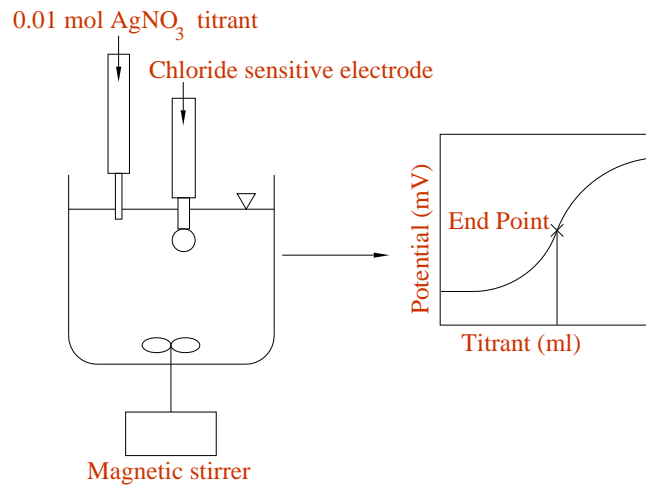 0.01 mol AgNO3 titrant
Chloride sensitive electrode
Potential (mV)
End Point
Titrant (ml)
Magnetic stirrer